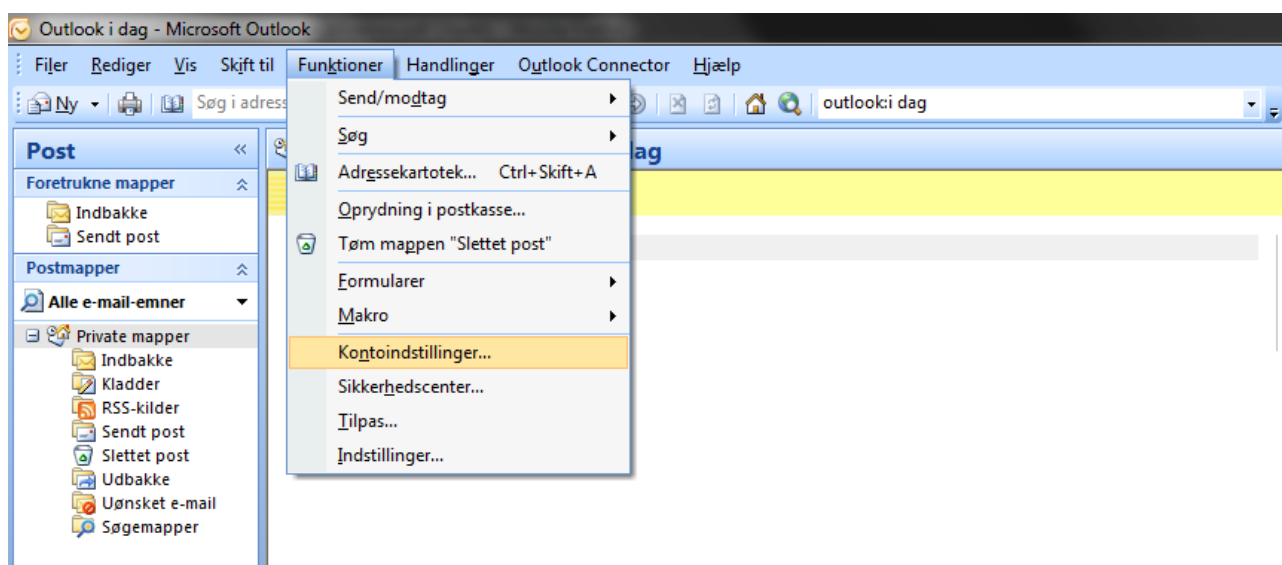 Outlook i dag - Microsoft Outlook
Filer Rediger Vis Skift til Funktioner Handlinger Outlook Connector Hjælp
Ny Søg i adress outlook:i dag
Post «
Foretrukne mapper
Indbakke
Sendt post
Postmapper
Alle e-mail-emner
Private mapper
Indbakke
Kladder
RSS-kilder
Sendt post
Slettet post
Udbakke
Uønsket e-mail
Søgemapper
Send/modtag
Søg
Adressekartotek... Ctrl+Skift+A
Oprydning i postkasse...
Tøm mappen "Slettet post"
Formularer
Makro
Kontoindstillinger...
Sikkerhedscenter...
Tilpas...
Indstillinger...
dag